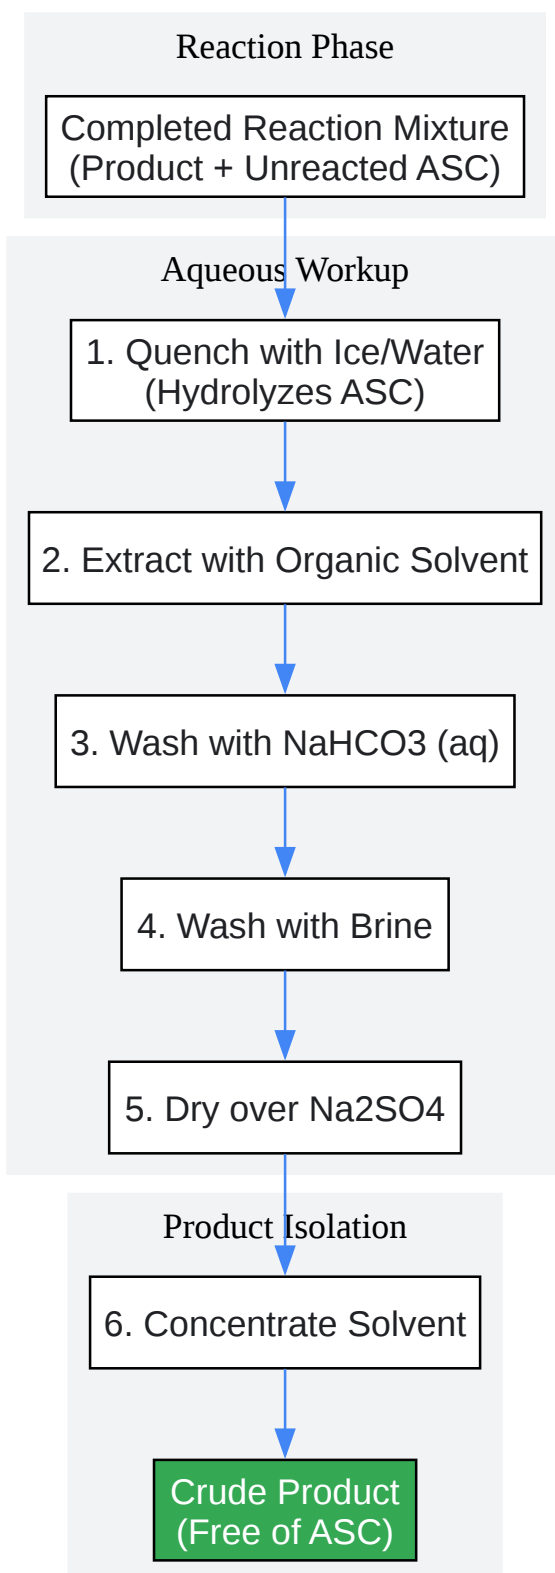 Reaction Phase
Completed Reaction Mixture
(Product + Unreacted ASC)
Aqueous Workup
1. Quench with Ice/Water
(Hydrolyzes ASC)
2. Extract with Organic Solvent
3. Wash with NaHCO3 (aq)
4. Wash with Brine
5. Dry over Na2SO4
Product Isolation
6. Concentrate Solvent
Crude Product
(Free of ASC)